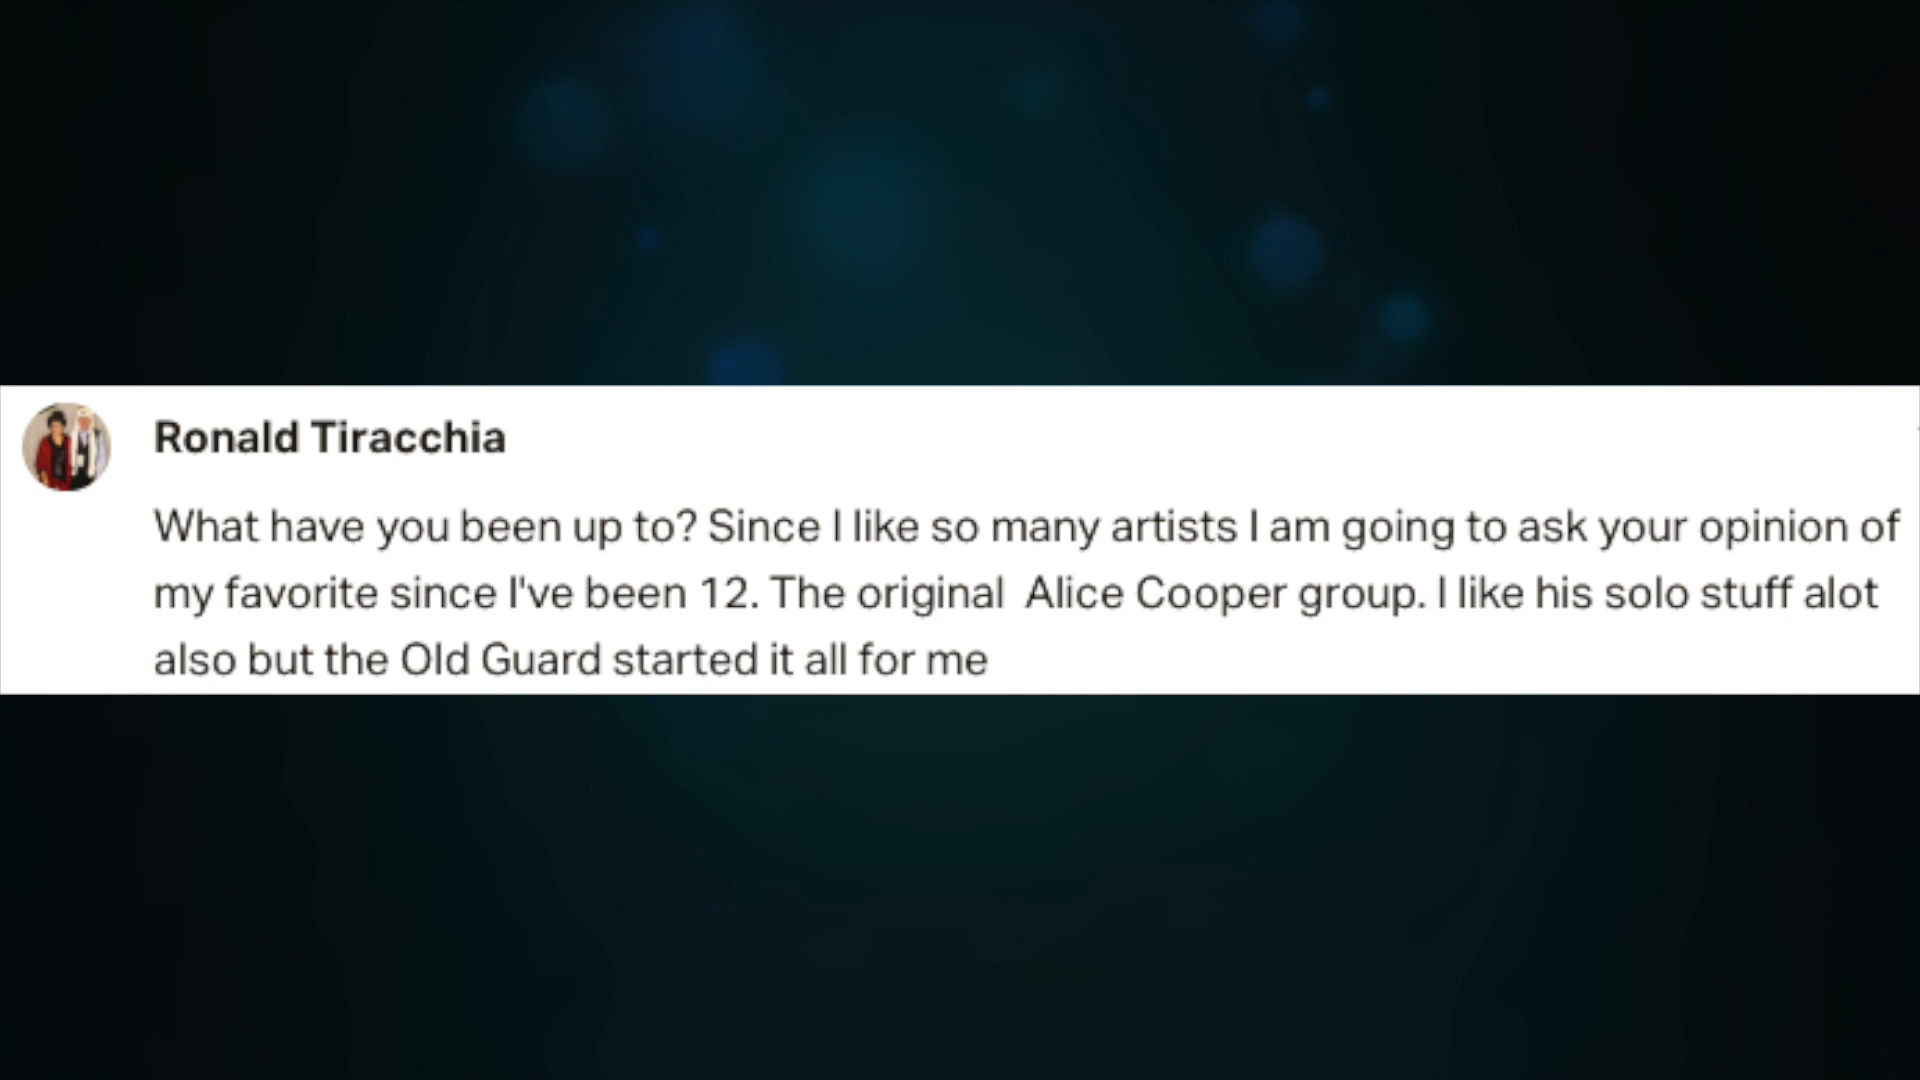 Ronald Tiracchia
What have you been up to? Since I like so many artists I am going to ask your opinion of
my favorite since I've been 12. The original  Alice Cooper group. I like his solo stuff alot
also but the Old Guard started it all for me